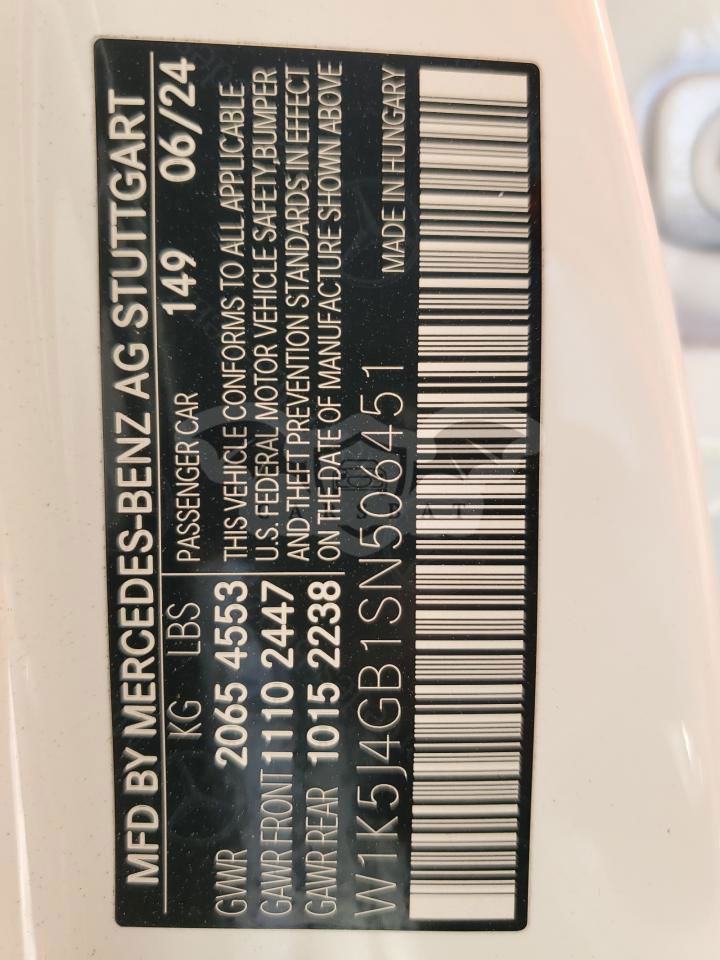 MFD BY MERCEDES-BENZ AG STUTTGART
KG LBS 149 06/24
PASSENGER CAR
GVWR 2065 4553
GAWR FRONT 1110 2447
GAWR REAR 1015 2238
THIS VEHICLE CONFORMS TO ALL APPLICABLE
U.S. FEDERAL MOTOR VEHICLE SAFETY,BUMPER
AND THEFT PREVENTION STANDARDS IN EFFECT
ON THE DATE OF MANUFACTURE SHOWN ABOVE
W1K5J4GB1SN506451 MADE IN HUNGARY